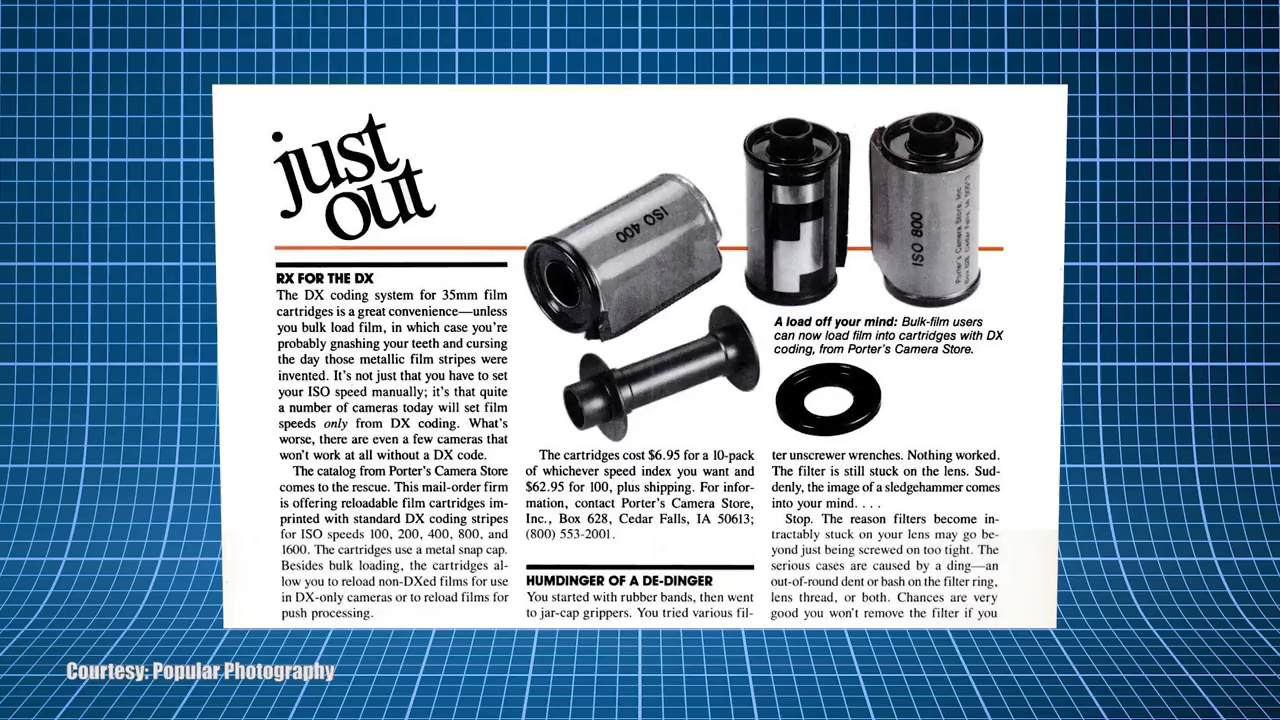 just
out
RX FOR THE DX
The DX coding system for 35mm film
cartridges is a great convenience—unless
you bulk load film, in which case you're
probably gnashing your teeth and cursing
the day those metallic film stripes were
invented. It's not just that you have to set
your ISO speed manually; it's that quite
a number of cameras today will set film
speeds only from DX coding. What's
worse, there are even a few cameras that
won't work at all without a DX code.
The catalog from Porter's Camera Store
comes to the rescue. This mail-order firm
is offering reloadable film cartridges im-
printed with standard DX coding stripes
for ISO speeds 100, 200, 400, 800, and
1600. The cartridges use a metal snap cap.
Besides bulk loading, the cartridges al-
low you to reload non-DXed films for use
in DX-only cameras or to reload films for
push processing.
ISO 400
ISO 800
Porter's Camera Store, Inc.
Box 628, Cedar Falls, IA 50613
A load off your mind: Bulk-film users
can now load film into cartridges with DX
coding, from Porter's Camera Store.
The cartridges cost $6.95 for a 10-pack
of whichever speed index you want and
$62.95 for 100, plus shipping. For infor-
mation, contact Porter's Camera Store,
Inc., Box 628, Cedar Falls, IA 50613;
(800) 553-2001.
HUMDINGER OF A DE-DINGER
You started with rubber bands, then went
to jar-cap grippers. You tried various fil-
ter unscrewer wrenches. Nothing worked.
The filter is still stuck on the lens. Sud-
denly, the image of a sledgehammer comes
into your mind. . . .
Stop. The reason filters become in-
tractably stuck on your lens may go be-
yond just being screwed on too tight. The
serious cases are caused by a ding—an
out-of-round dent or bash on the filter ring,
lens thread, or both. Chances are very
good you won't remove the filter if you
Courtesy: Popular Photography